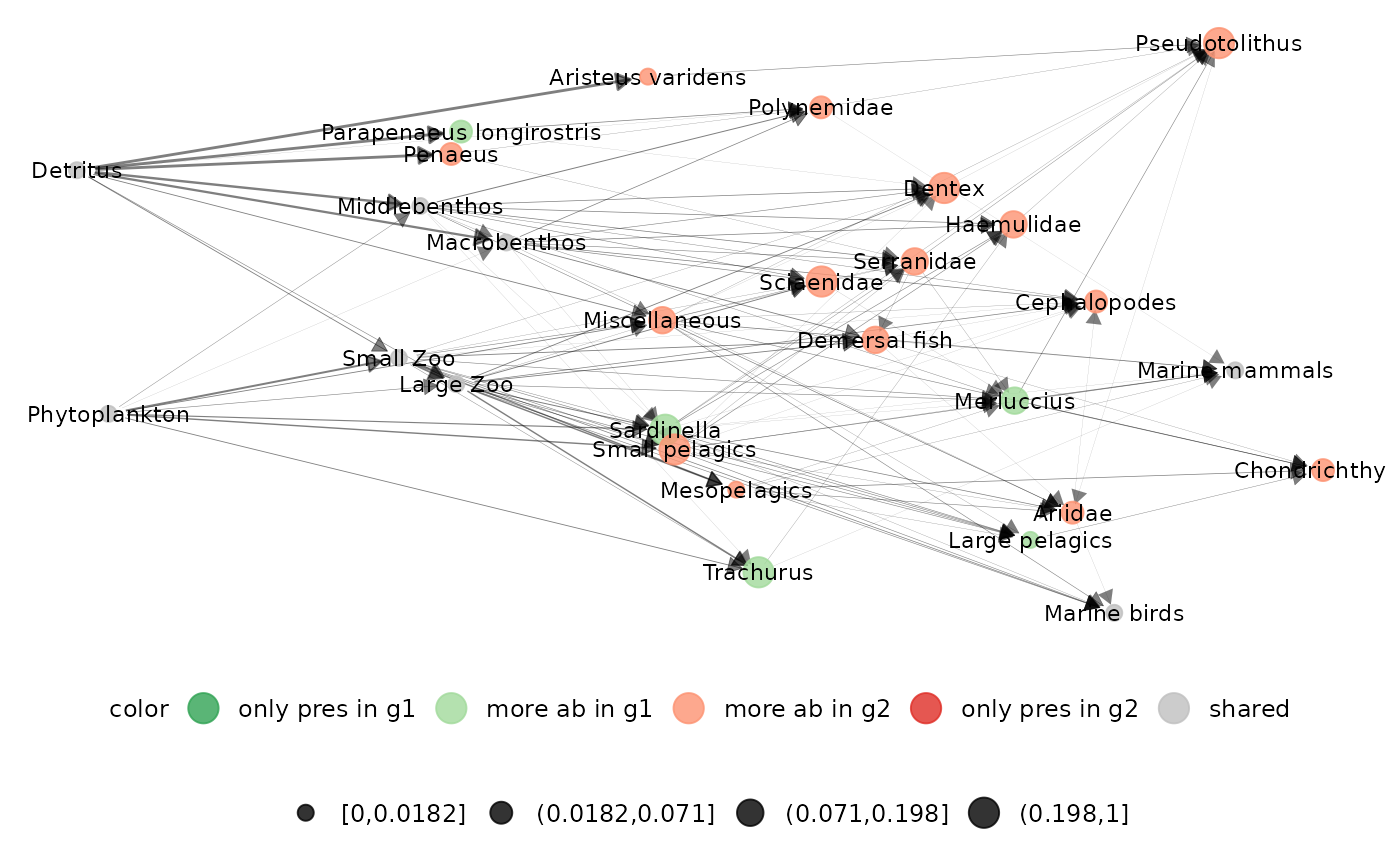 Pseudotolithus
Aristeus varidens
Polynemidae
Parapenaeus longirostris
Penaeus
Detritus
Dentex
Middlebenthos
Haemulidae
Macrobenthos
Serranidae
Sciaenidae
Cephalopodes
Miscellaneous
Demersal fish
Small Zoo
Marine mammals
Large Zoo
Merluccius
Phytoplankton
Sardinella
Small pelagics
Chondrichthy
Mesopelagics
Ariidae
Large pelagics
Trachurus
Marine birds
color only pres in g1 more ab in g1 more ab in g2 only pres in g2 shared
[0,0.0182] (0.0182,0.071] (0.071,0.198] (0.198,1]